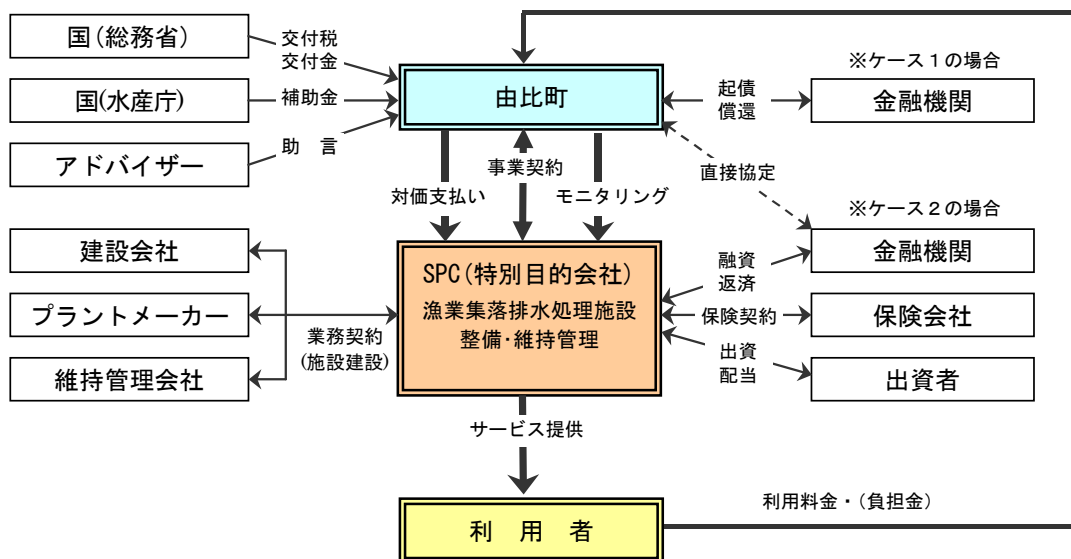 国(総務省)
交付税
交付金
国(水産庁)
補助金
アドバイザー
助 言
由比町
※ケース1の場合
起債
償還
金融機関
対価支払い
事業契約
モニタリング
直接協定
※ケース2の場合
金融機関
建設会社
プラントメーカー
維持管理会社
業務契約
(施設建設)
SPC(特別目的会社)
漁業集落排水処理施設
整備・維持管理
融資
返済
保険契約
保険会社
出資
配当
出資者
サービス提供
利 用 者
利用料金・(負担金)